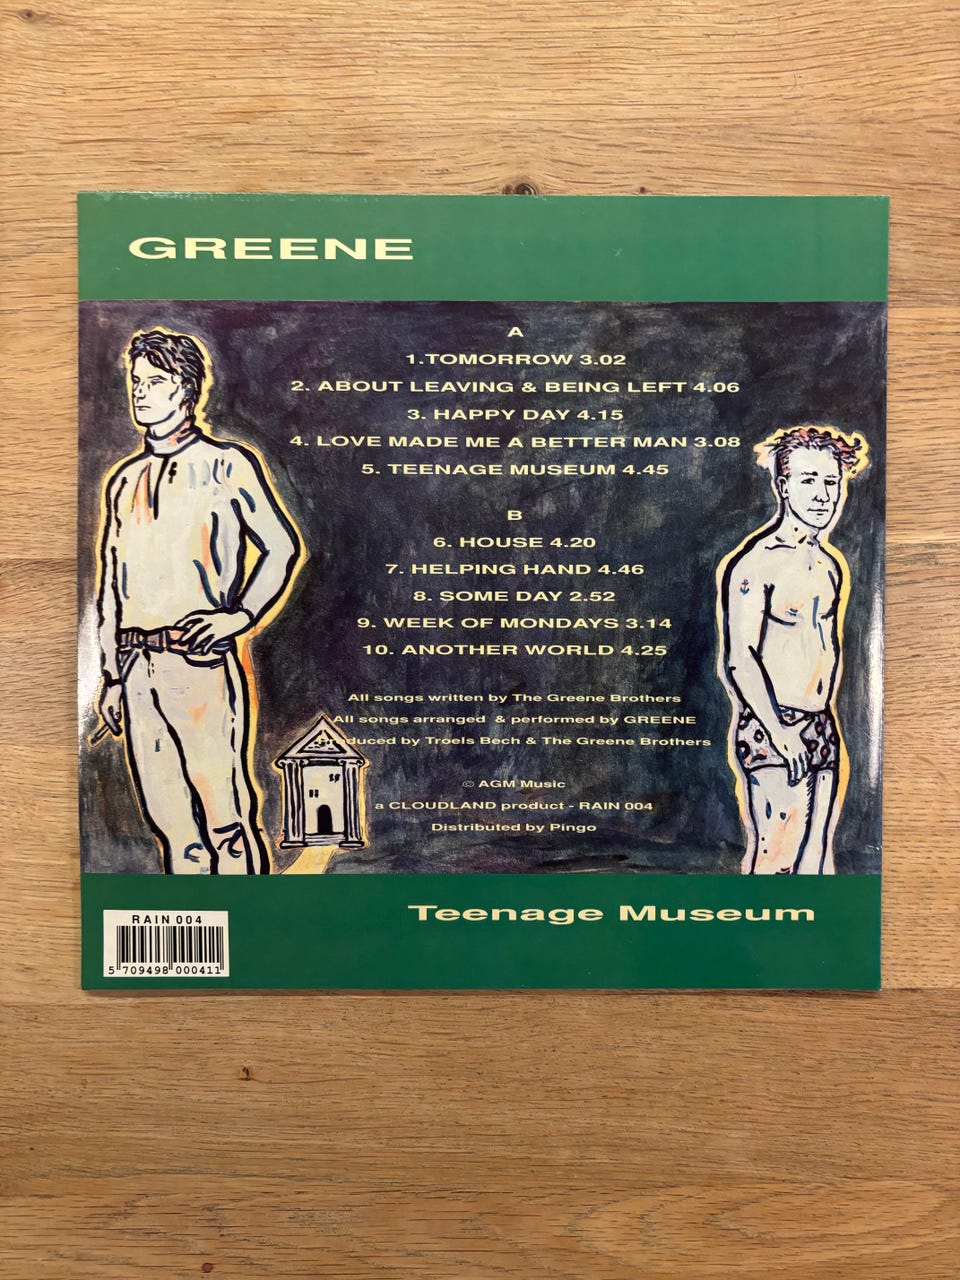 GREENE
A
1.TOMORROW 3.02
2. ABOUT LEAVING & BEING LEFT 4.06
3. HAPPY DAY 4.15
4. LOVE MADE ME A BETTER MAN 3.08
5. TEENAGE MUSEUM 4.45
B
6. HOUSE 4.20
7. HELPING HAND 4.46
8. SOME DAY 2.52
9. WEEK OF MONDAYS 3.14
10. ANOTHER WORLD 4.25
All songs written by The Greene Brothers
All songs arranged & performed by GREENE
by Troels Bech & The Greene Brothers
© AGM Music
a CLOUDLAND product - RAIN 004
Distributed by Pingo
Teenage Museum
RAIN 004
5 709498 000411